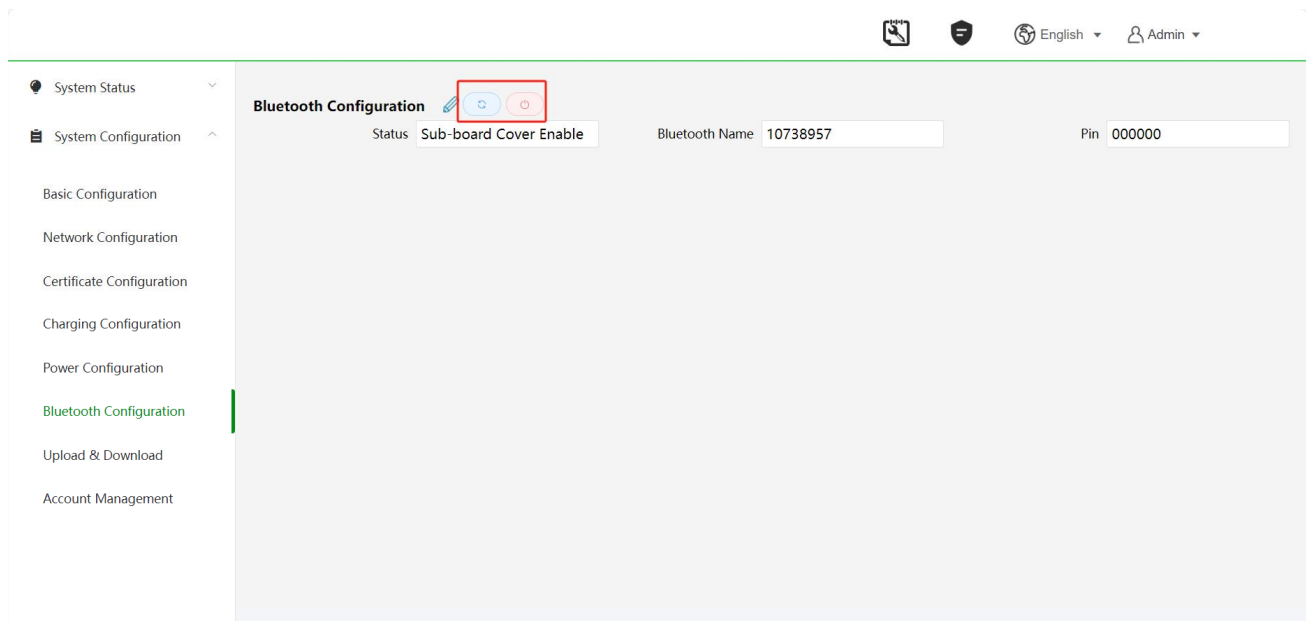 English
Admin
System Status
System Configuration
Basic Configuration
Network Configuration
Certificate Configuration
Charging Configuration
Power Configuration
Bluetooth Configuration
Upload & Download
Account Management
Bluetooth Configuration
Status Sub-board Cover Enable Bluetooth Name 10738957 Pin 000000